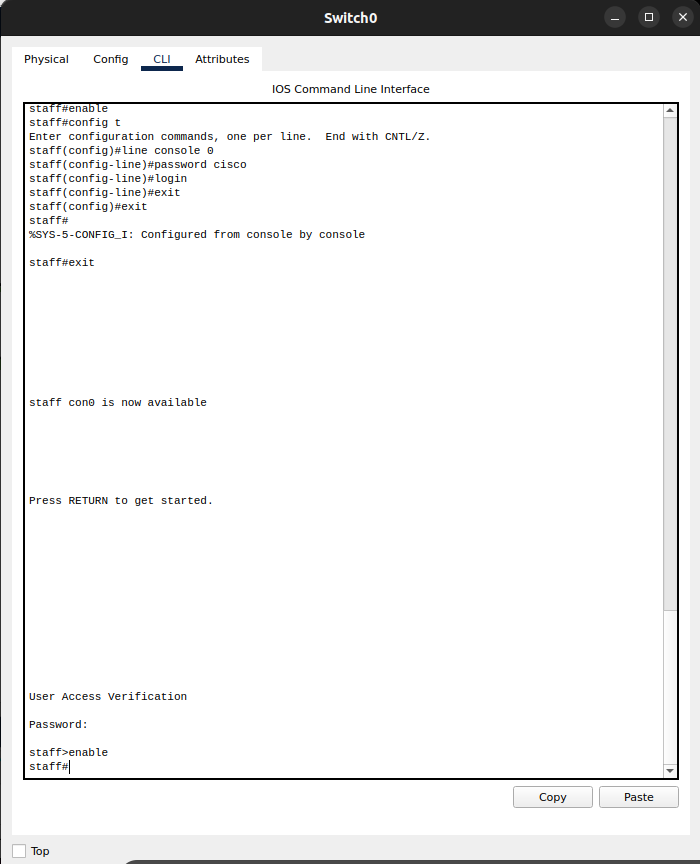 Switch0
Physical Config CLI Attributes
IOS Command Line Interface
staff#enable
staff#config t
Enter configuration commands, one per line.  End with CNTL/Z.
staff(config)#line console 0
staff(config-line)#password cisco
staff(config-line)#login
staff(config-line)#exit
staff(config)#exit
staff#
%SYS-5-CONFIG_I: Configured from console by console
staff#exit
staff con0 is now available
Press RETURN to get started.
User Access Verification
Password:
staff>enable
staff#
Copy Paste
Top